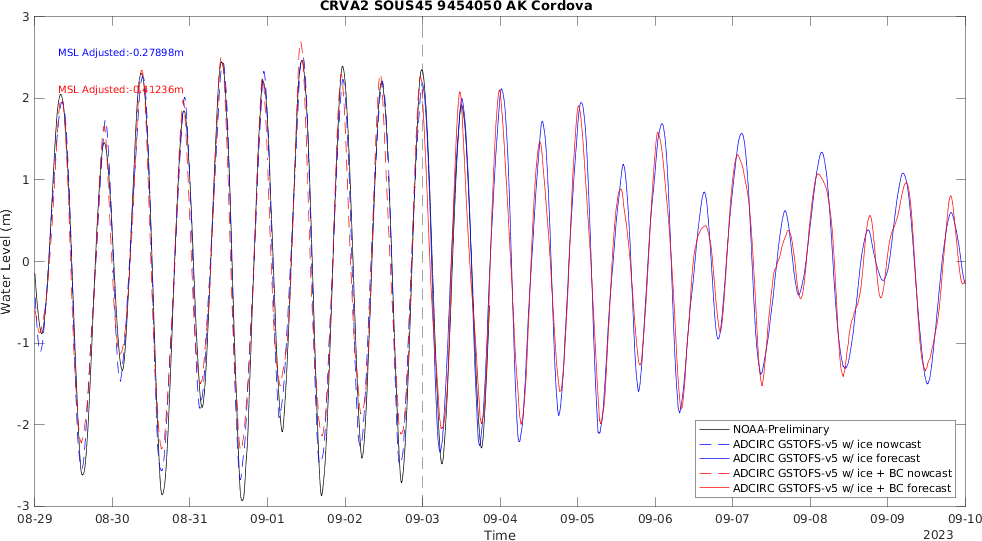 CRVA2 SOUS45 9454050 AK Cordova
MSL Adjusted:-0.27898m
MSL Adjusted:-0.41236m
Water Level (m)
3
2
1
0
-1
-2
-3
NOAA-Preliminary
ADCIRC GSTOFS-v5 w/ ice nowcast
ADCIRC GSTOFS-v5 w/ ice forecast
ADCIRC GSTOFS-v5 w/ ice + BC nowcast
ADCIRC GSTOFS-v5 w/ ice + BC forecast
08-29 08-30 08-31 09-01 09-02 09-03 09-04 09-05 09-06 09-07 09-08 09-09 09-10
Time
2023